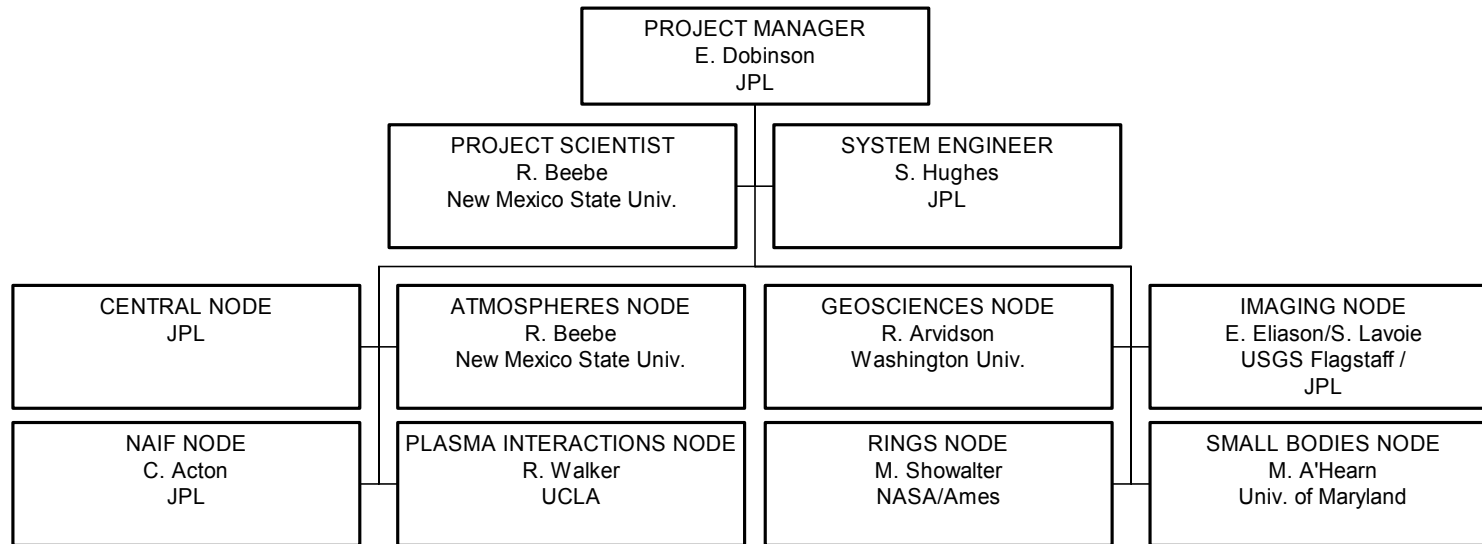 PROJECT MANAGER
E. Dobinson
JPL
PROJECT SCIENTIST
R. Beebe
New Mexico State Univ.
SYSTEM ENGINEER
S. Hughes
JPL
CENTRAL NODE
JPL
ATMOSPHERES NODE
R. Beebe
New Mexico State Univ.
GEOSCIENCES NODE
R. Arvidson
Washington Univ.
IMAGING NODE
E. Eliason/S. Lavoie
USGS Flagstaff /
JPL
NAIF NODE
C. Acton
JPL
PLASMA INTERACTIONS NODE
R. Walker
UCLA
RINGS NODE
M. Showalter
NASA/Ames
SMALL BODIES NODE
M. A'Hearn
Univ. of Maryland